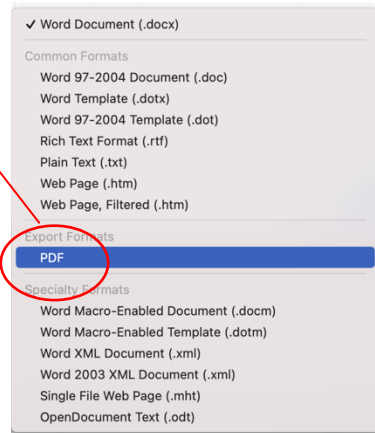 ✓ Word Document (.docx)
Common Formats
Word 97-2004 Document (.doc)
Word Template (.dotx)
Word 97-2004 Template (.dot)
Rich Text Format (.rtf)
Plain Text (.txt)
Web Page (.htm)
Web Page, Filtered (.htm)
Export Formats
PDF
Specialty Formats
Word Macro-Enabled Document (.docm)
Word Macro-Enabled Template (.dotm)
Word XML Document (.xml)
Word 2003 XML Document (.xml)
Single File Web Page (.mht)
OpenDocument Text (.odt)